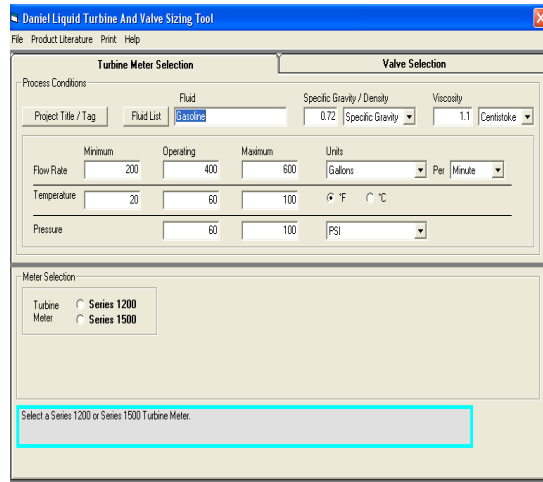 Daniel Liquid Turbine And Valve Sizing Tool
File Product Literature Print Help
Turbine Meter Selection Valve Selection
Process Conditions
Fluid Specific Gravity / Density Viscosity
Project Title / Tag Fluid List Gasoline 0.72 Specific Gravity 1.1 Centistoke
Minimum Operating Maximum Units
Flow Rate 200 400 600 Gallons Per Minute
Temperature 20 60 100 °F °C
Pressure 60 100 PSI
Meter Selection
Turbine Series 1200
Meter Series 1500
Select a Series 1200 or Series 1500 Turbine Meter.